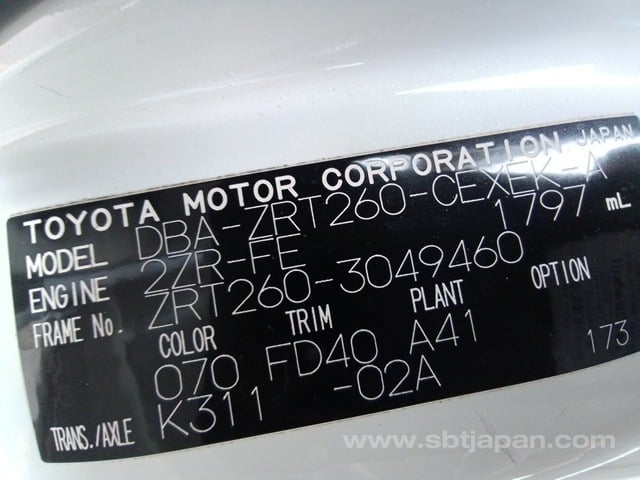 TOYOTA MOTOR CORPORATION JAPAN
MODEL DBA-ZRT260-CEXEK-A
ENGINE 2ZR-FE 1797 mL
FRAME No. ZRT260-3049460
COLOR TRIM PLANT OPTION
070 FD40 A41 173
TRANS./AXLE K311 -02A
www.sbtjapan.com